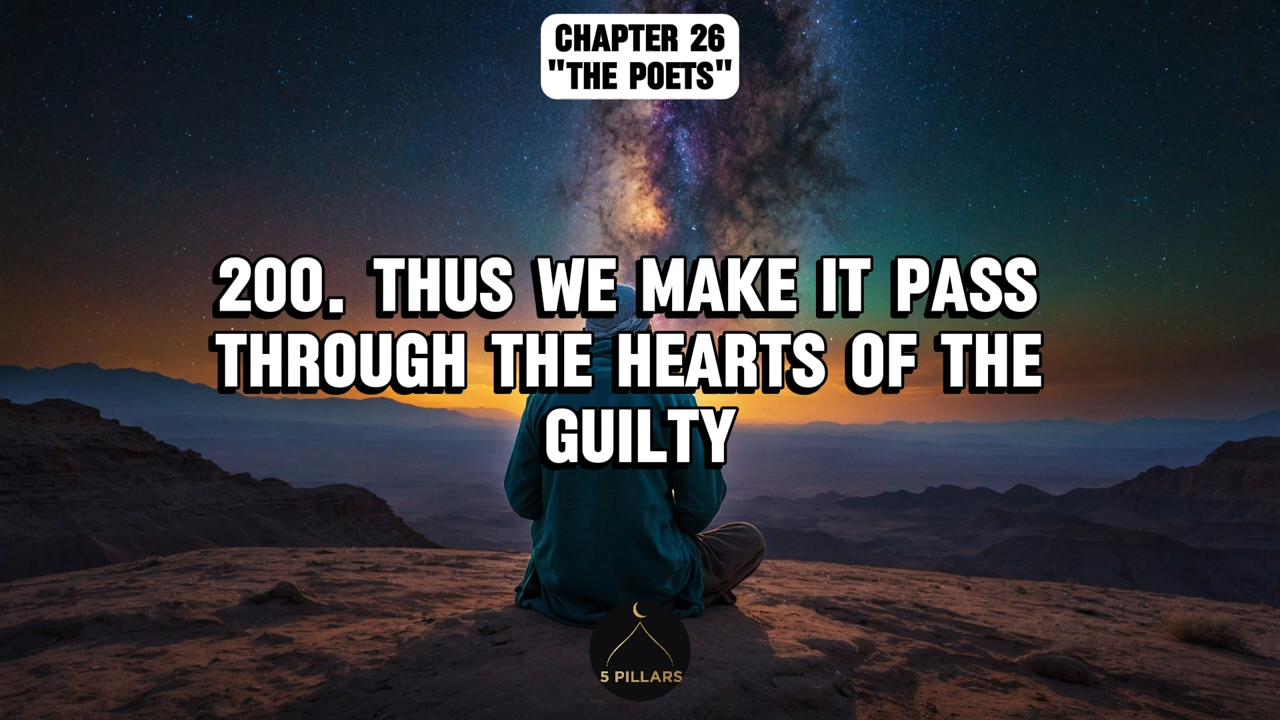 CHAPTER 26
"THE POETS"
200. THUS WE MAKE IT PASS
THROUGH THE HEARTS OF THE
GUILTY
5 PILLARS